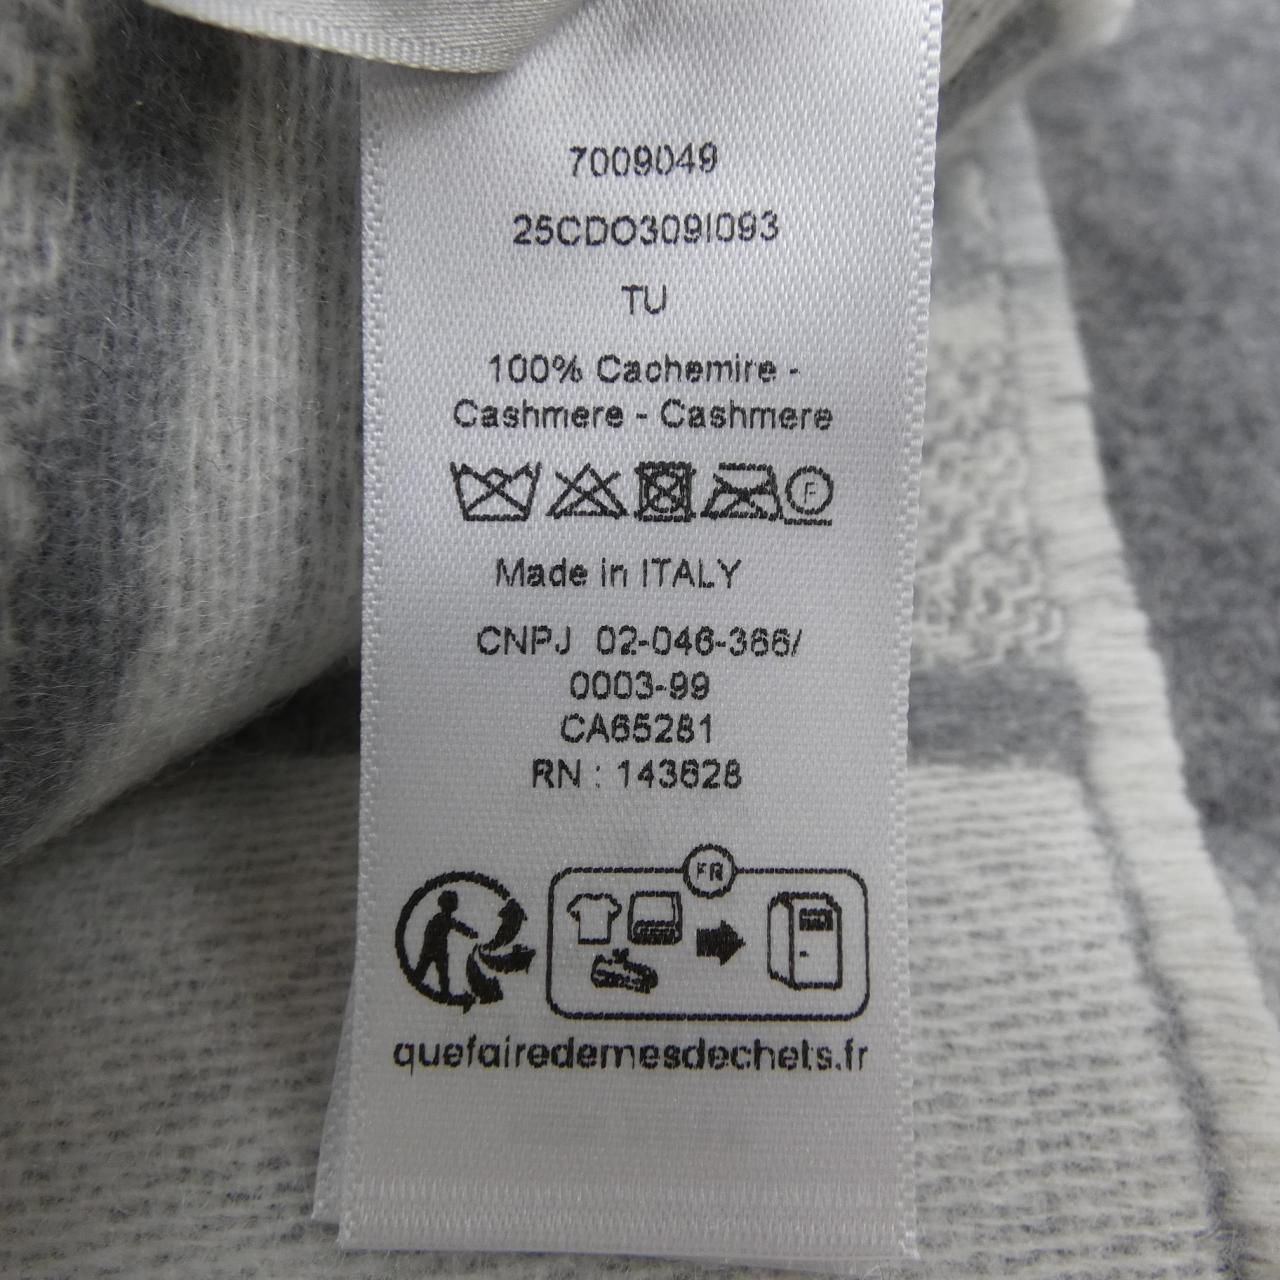 7009049
25CDO309I093
TU
100% Cachemire -
Cashmere - Cashmere
F
Made in ITALY
CNPJ 02-046-366/
0003-99
CA65281
RN : 143628
FR
quefairedemesdechets.fr